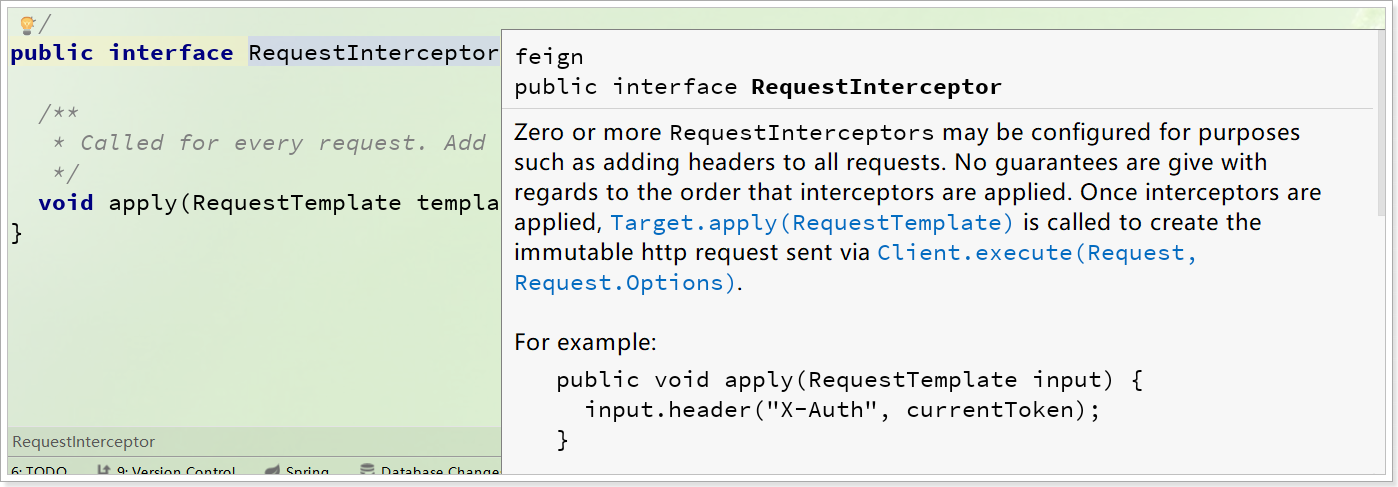 */
public interface RequestInterceptor
/**
* Called for every request. Add
*/
void apply(RequestTemplate templa
}
feign
public interface RequestInterceptor
Zero or more RequestInterceptors may be configured for purposes
such as adding headers to all requests. No guarantees are give with
regards to the order that interceptors are applied. Once interceptors are
applied, Target.apply(RequestTemplate) is called to create the
immutable http request sent via Client.execute(Request,
Request.Options).
For example:
public void apply(RequestTemplate input) {
input.header("X-Auth", currentToken);
}
RequestInterceptor
6: TODO 9: Version Control Spring Database Change